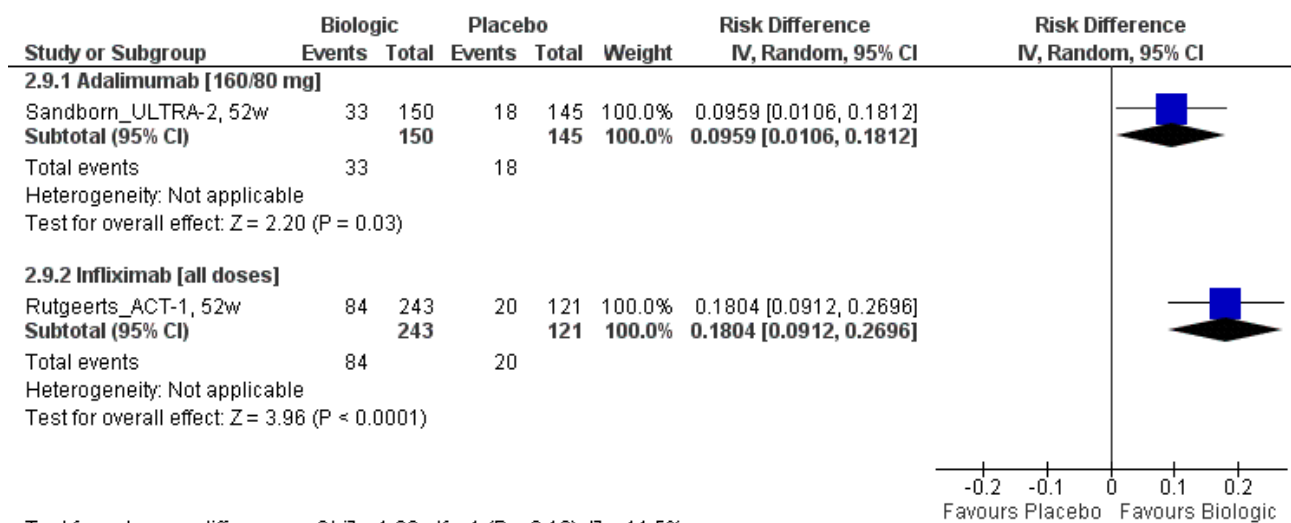 Biologic Placebo Risk Difference Risk Difference
Study or Subgroup Events Total Events Total Weight IV, Random, 95% CI IV, Random, 95% CI
2.9.1 Adalimumab [160/80 mg]
Sandborn_ULTRA-2, 52w 33 150 18 145 100.0% 0.0959 [0.0106, 0.1812]
Subtotal (95% CI) 150 145 100.0% 0.0959 [0.0106, 0.1812]
Total events 33 18
Heterogeneity: Not applicable
Test for overall effect: Z = 2.20 (P = 0.03)
2.9.2 Infliximab [all doses]
Rutgeerts_ACT-1, 52w 84 243 20 121 100.0% 0.1804 [0.0912, 0.2696]
Subtotal (95% CI) 243 121 100.0% 0.1804 [0.0912, 0.2696]
Total events 84 20
Heterogeneity: Not applicable
Test for overall effect: Z = 3.96 (P < 0.0001)
-0.2 -0.1 0 0.1 0.2
Favours Placebo Favours Biologic